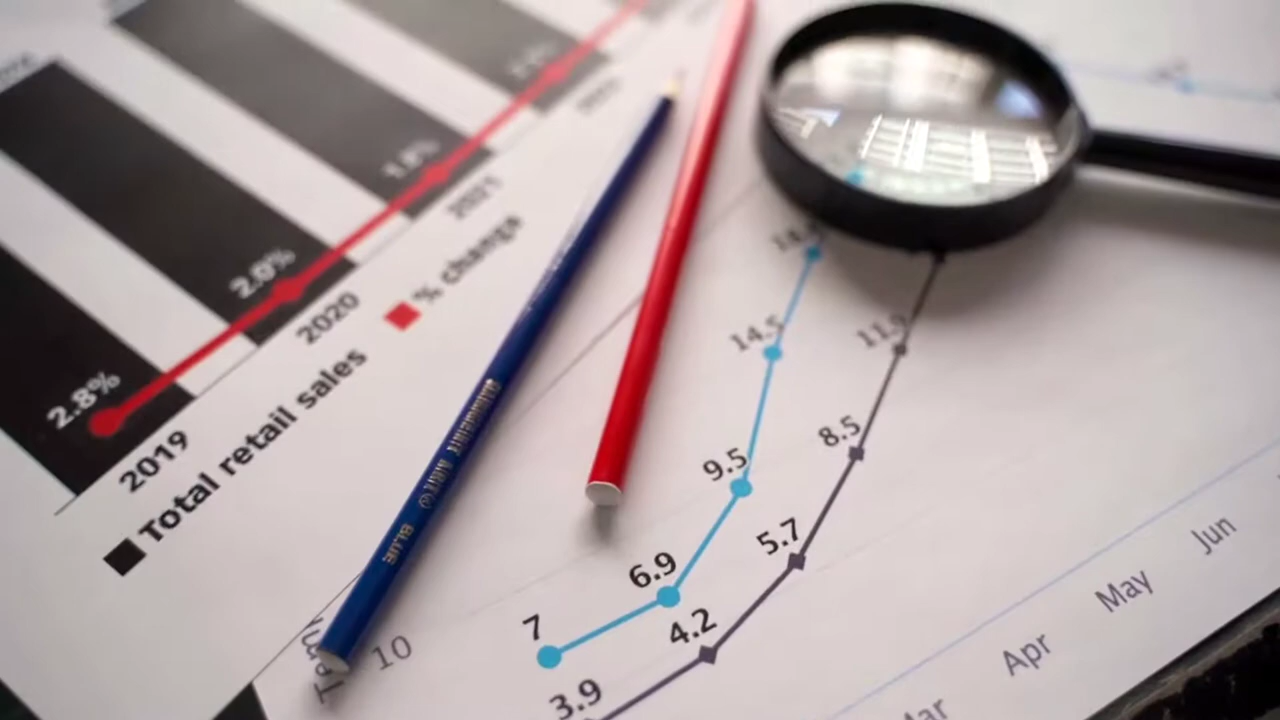 2.8%
2.0%
1.8%
2019
2020
2021
Total retail sales
% change
BLUE
10
7
6.9
9.5
14.5
3.9
4.2
5.7
8.5
11.9
Apr
May
Jun